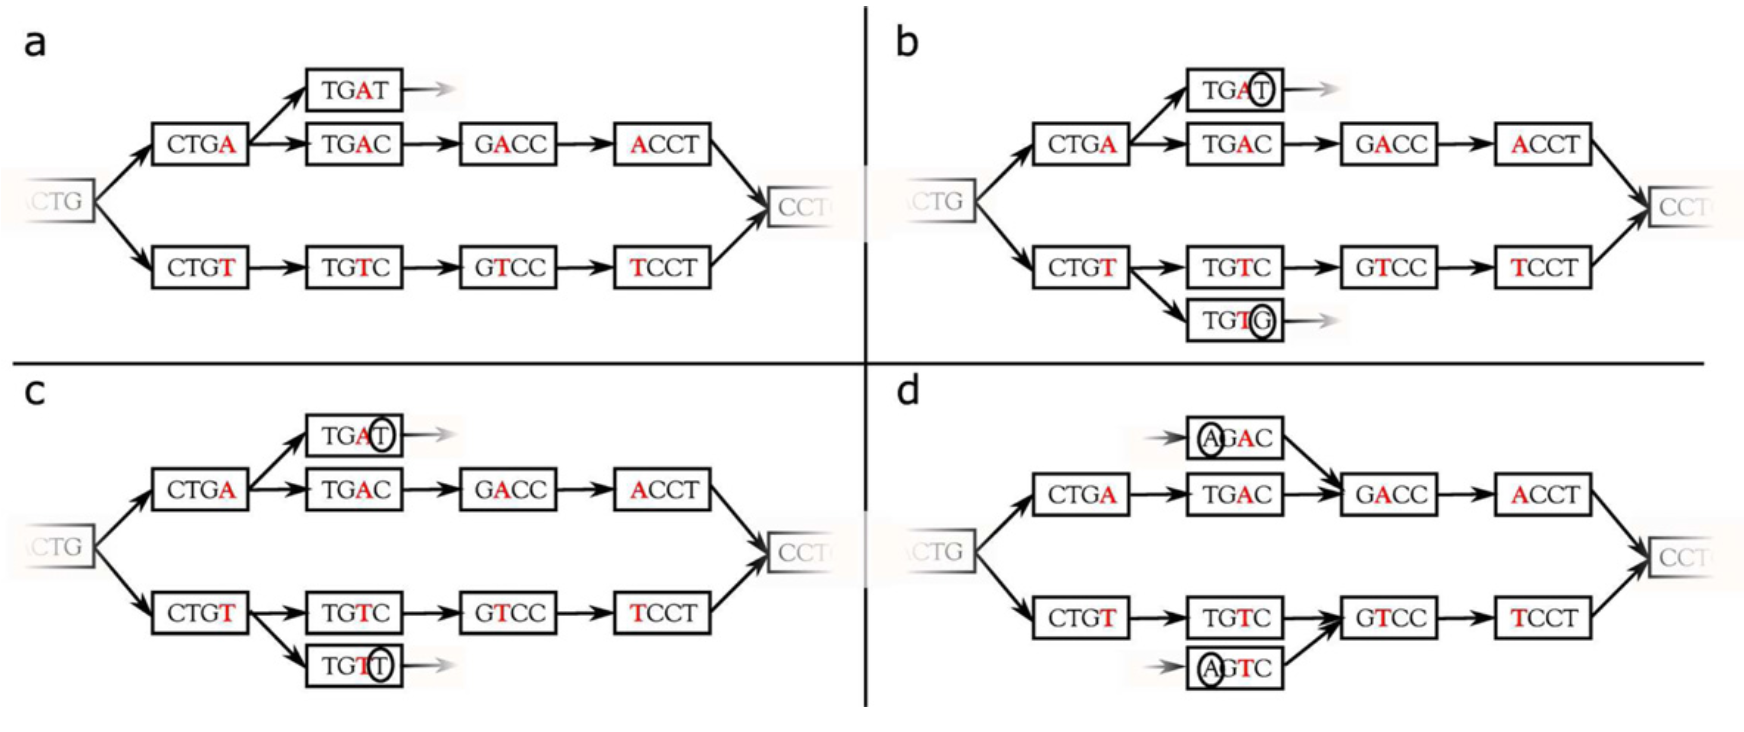 a
TGAT
CTGA TGAC GACC ACCT
CTG CCT
CTGT TGTC GTCC TCCT
b
TGAT
CTGA TGAC GACC ACCT
CTG CCT
CTGT TGTC GTCC TCCT
TGTG
c
TGAT
CTGA TGAC GACC ACCT
CTG CCT
CTGT TGTC GTCC TCCT
TGTT
d
AGAC
CTGA TGAC GACC ACCT
CTG CCT
CTGT TGTC GTCC TCCT
AGTC